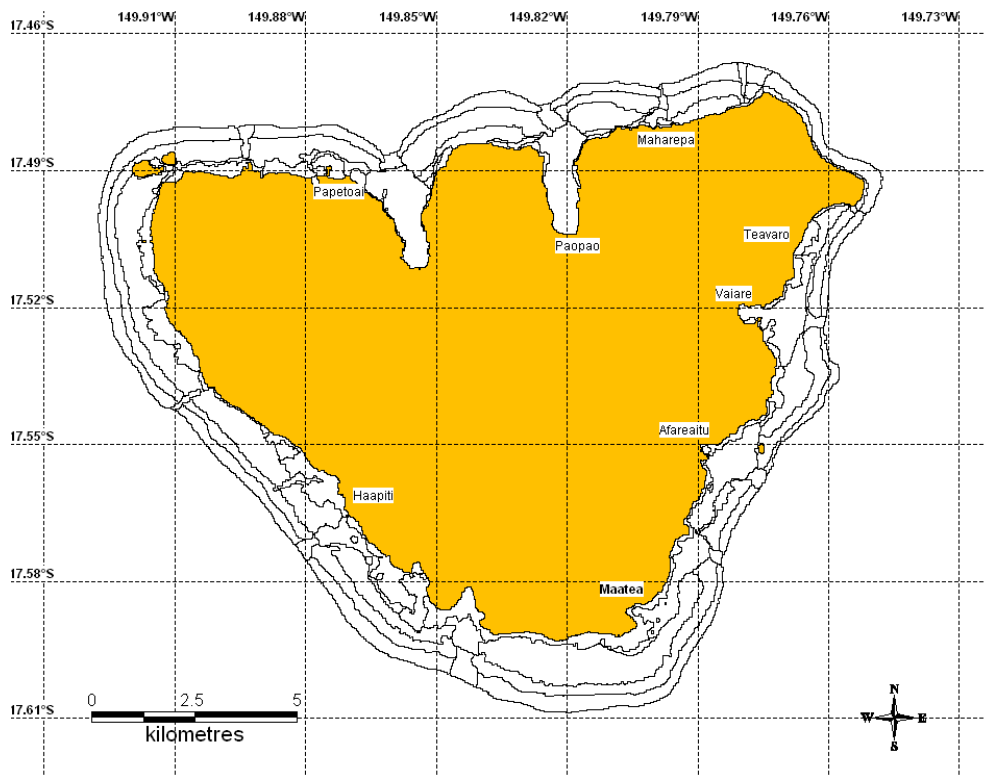 149.91°W 149.88°W 149.85°W 149.82°W 149.79°W 149.76°W 149.73°W
17.46°S
Maharepa
17.49°S
Papetoai
Teavaro
Paopao
Vaiare
17.52°S
Afareaitu
17.55°S
Haapiti
17.58°S
Maatea
0 2.5 5
kilometres
N
W E
S
17.61°S